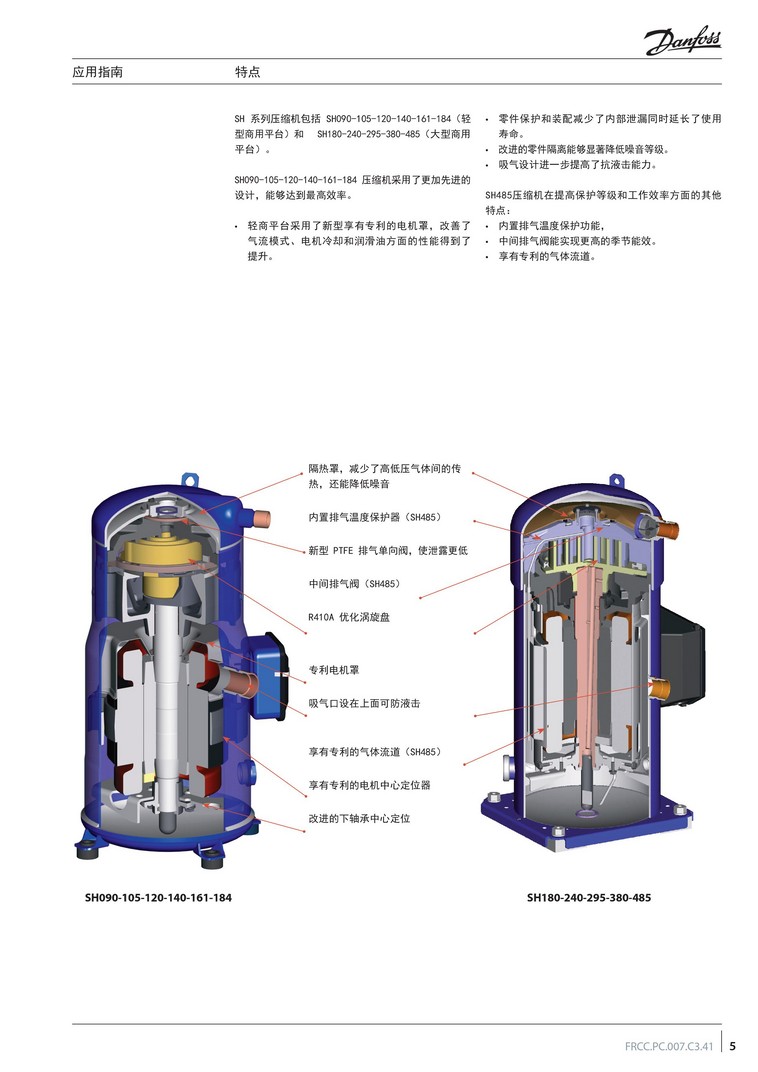 Danfoss
应用指南
特点
SH 系列压缩机包括 SH090-105-120-140-161-184（轻
型商用平台）和 SH180-240-295-380-485（大型商用
平台）。
SH090-105-120-140-161-184 压缩机采用了更加先进的
设计，能够达到最高效率。
• 轻商平台采用了新型享有专利的电机罩，改善了
气流模式、电机冷却和润滑油方面的性能得到了
提升。
• 零件保护和装配减少了内部泄漏同时延长了使用
寿命。
• 改进的零件隔离能够显著降低噪音等级。
• 吸气设计进一步提高了抗液击能力。
SH485压缩机在提高保护等级和工作效率方面的其他
特点：
• 内置排气温度保护功能，
• 中间排气阀能实现更高的季节能效。
• 享有专利的气体流道。
隔热罩，减少了高低压气体间的传
热，还能降低噪音
内置排气温度保护器（SH485）
新型 PTFE 排气单向阀，使泄露更低
中间排气阀（SH485）
R410A 优化涡旋盘
专利电机罩
吸气口设在上面可防液击
享有专利的气体流道（SH485）
享有专利的电机中心定位器
改进的下轴承中心定位
SH090-105-120-140-161-184
SH180-240-295-380-485
FRCC.PC.007.C3.41 5